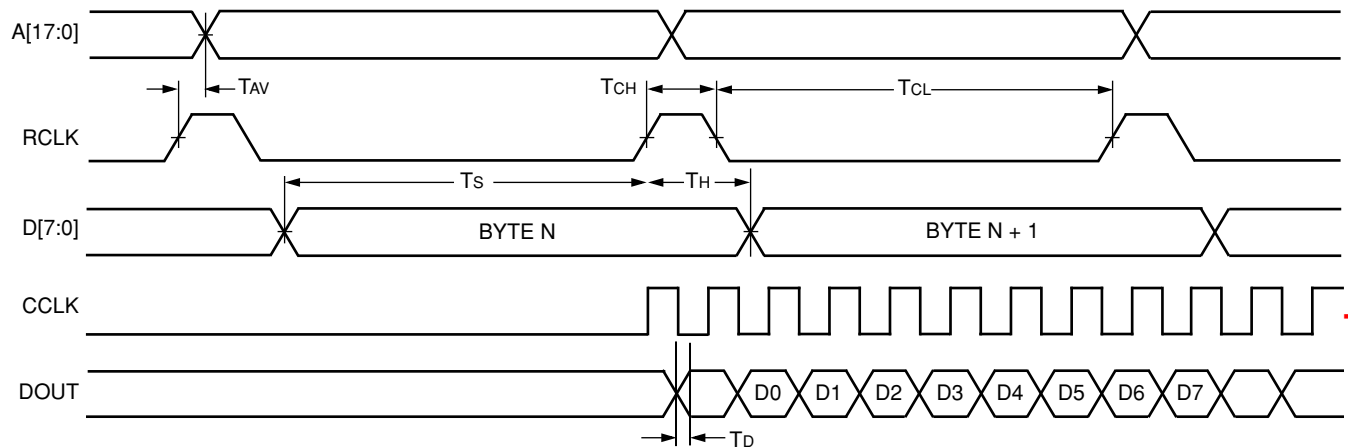 A[17:0]
TAV
TCH
TCL
RCLK
TS
TH
D[7:0]
BYTE N
BYTE N + 1
CCLK
DOUT
D0 D1 D2 D3 D4 D5 D6 D7
TD